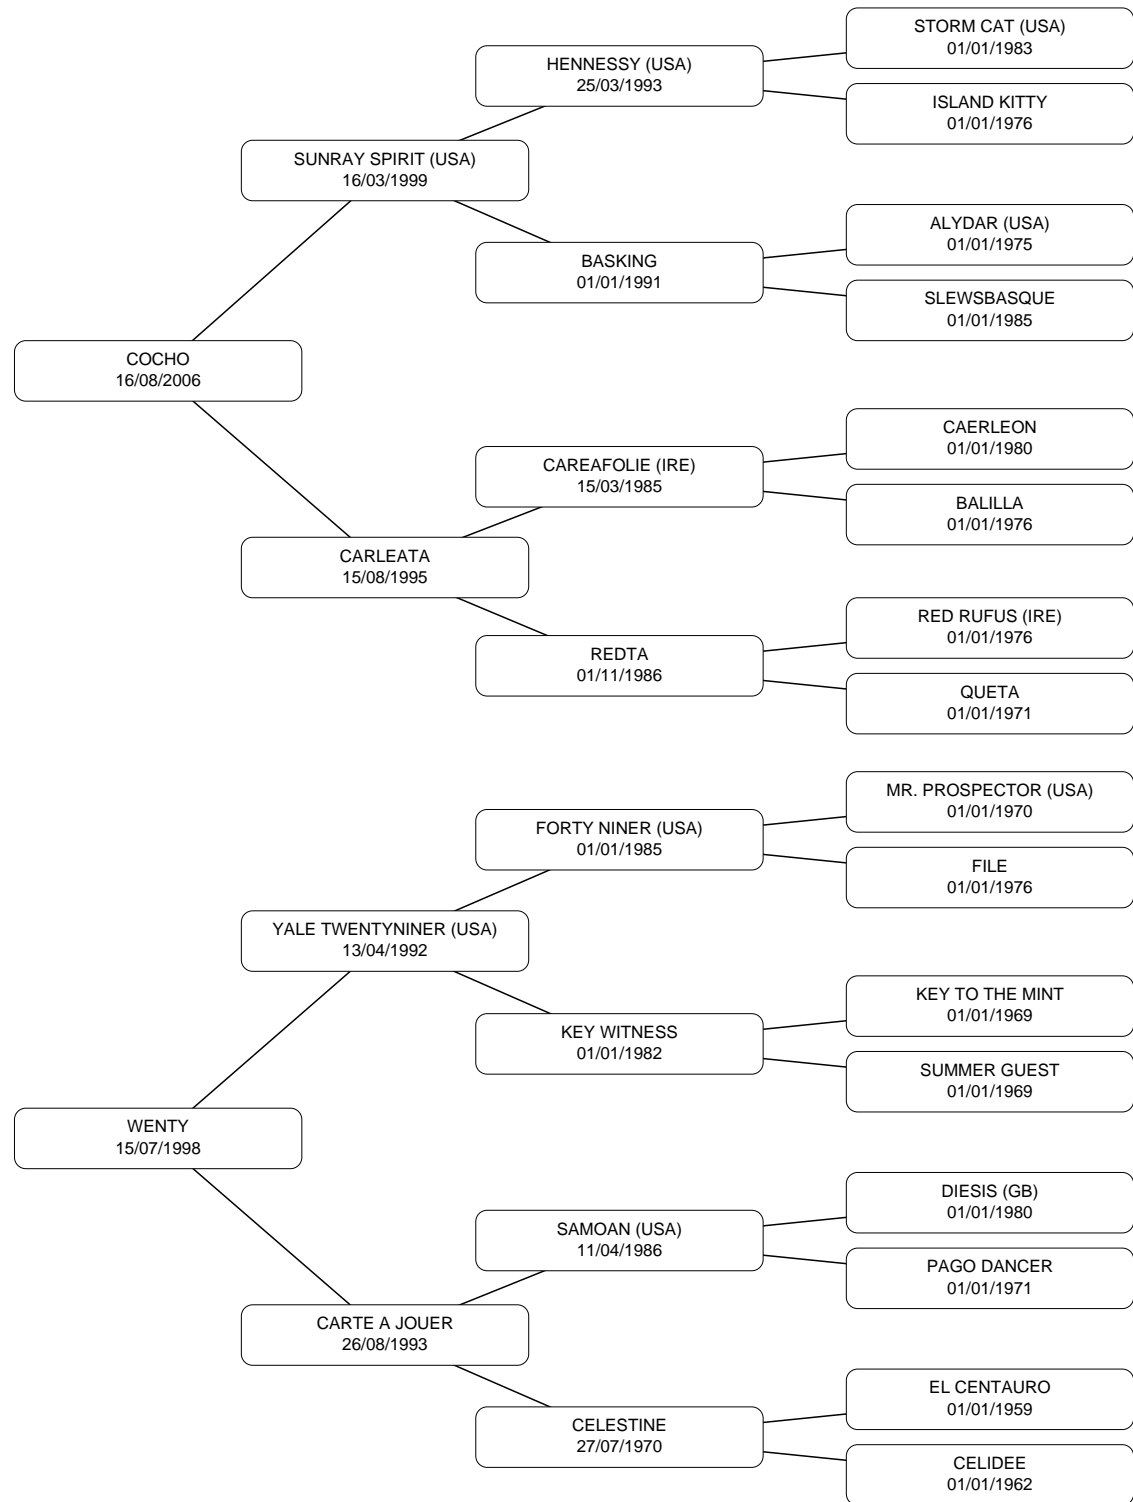 STORM CAT (USA)
01/01/1983
HENNESSY (USA)
25/03/1993
ISLAND KITTY
01/01/1976
SUNRAY SPIRIT (USA)
16/03/1999
ALYDAR (USA)
01/01/1975
BASKING
01/01/1991
SLEWSBASQUE
01/01/1985
COCHO
16/08/2006
CAERLEON
01/01/1980
CAREAFOLIE (IRE)
15/03/1985
BALILLA
01/01/1976
CARLEATA
15/08/1995
RED RUFUS (IRE)
01/01/1976
REDTA
01/11/1986
QUETA
01/01/1971
MR. PROSPECTOR (USA)
01/01/1970
FORTY NINER (USA)
01/01/1985
FILE
01/01/1976
YALE TWENTYNINER (USA)
13/04/1992
KEY TO THE MINT
01/01/1969
KEY WITNESS
01/01/1982
SUMMER GUEST
01/01/1969
WENTY
15/07/1998
DIESIS (GB)
01/01/1980
SAMOAN (USA)
11/04/1986
PAGO DANCER
01/01/1971
CARTE A JOUER
26/08/1993
EL CENTAURO
01/01/1959
CELESTINE
27/07/1970
CELIDEE
01/01/1962